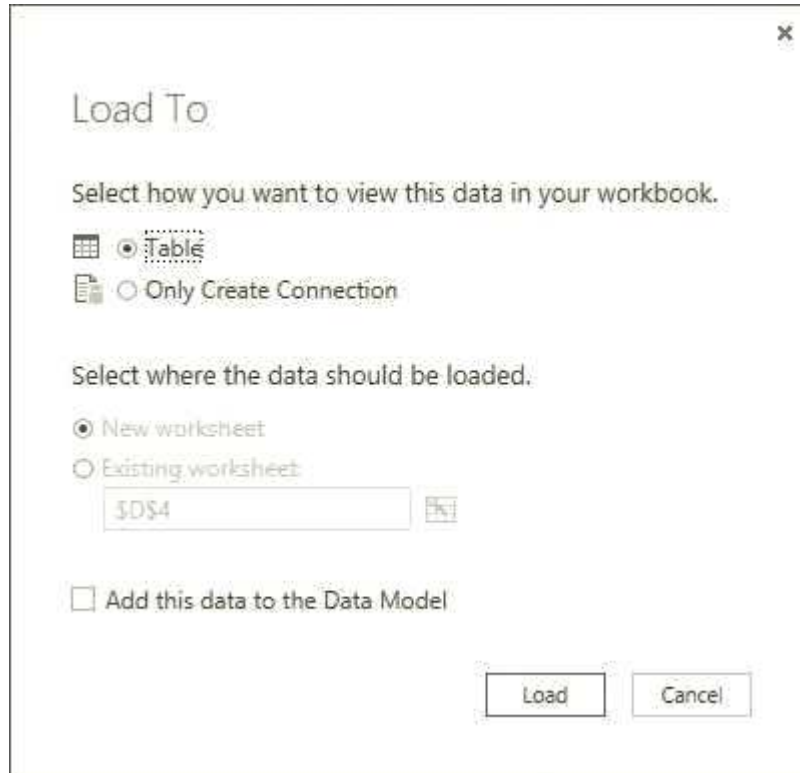 Load To
Select how you want to view this data in your workbook.
Table
Only Create Connection
Select where the data should be loaded.
New worksheet
Existing worksheet:
$D$4
Add this data to the Data Model
Load
Cancel